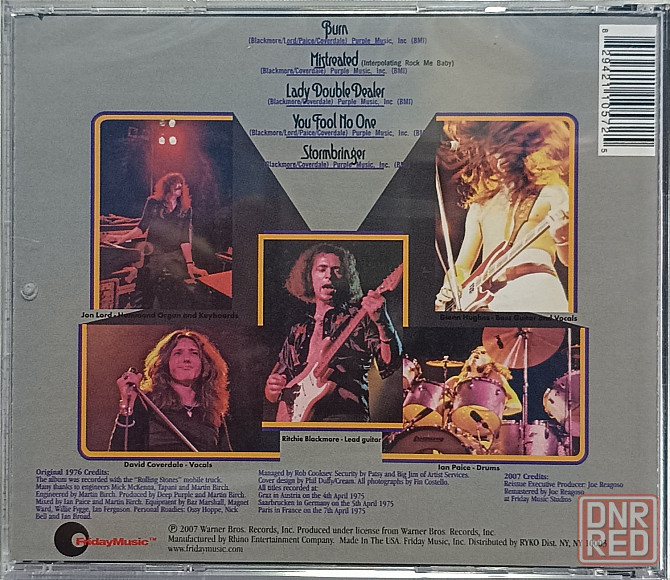 Burn
(Blackmore/Lord/Paice/Coverdale) Purple Music, Inc (BMI)
Mistreated (Interpolating Rock Me Baby)
(Blackmore/Coverdale) Purple Music, Inc. (BMI)
Lady Double Dealer
(Blackmore/Coverdale) Purple Music, Inc (BMI)
You Fool No One
(Blackmore/Lord/Paice/Coverdale) Purple Music, Inc.
Stormbringer
(Blackmore/Coverdale) Purple Music, Inc.
8 29421 10572 5
Jon Lord - Hammond Organ and Keyboards
Glenn Hughes - Bass Guitar and Vocals
Ritchie Blackmore - Lead guitar
David Coverdale - Vocals
Ian Paice - Drums
Original 1976 Credits:
The album was recorded with the "Rolling Stones" mobile truck.
Many thanks to engineers Mick McKenna, Tapani and Martin Birch.
Engineered by Martin Birch. Produced by Deep Purple and Martin Birch.
Mixed by Ian Paice and Martin Birch. Equipment by Baz Marshall, Magnet
Ward, Willie Fygge, Ian Ferguson. Personal Roadies: Ossy Hoppe, Nick
Bell and Jan Broad.
Managed by Rob Cooksey. Security by Patsy and Big Jim of Artist Services.
Cover design by Phil Duffy/Cream. All photographs by Fin Costello.
All titles recorded at:
Graz in Austria on the 4th April 1975
Saarbrucken in Germany on the 5th April 1975
Paris in France on the 7th April 1975
2007 Credits:
Reissue Executive Producer: Joe Reagoso
Remastered by Joe Reagoso
at Friday Music Studios
FridayMusic™
℗ 2007 Warner Bros. Records, Inc. Produced under license from Warner Bros. Records, Inc.
Manufactured by Rhino Entertainment Company. Made In The USA. Friday Music, Inc. Distributed by RYKO Dist. NY, NY 10003
www.fridaymusic.com
DNR
RED